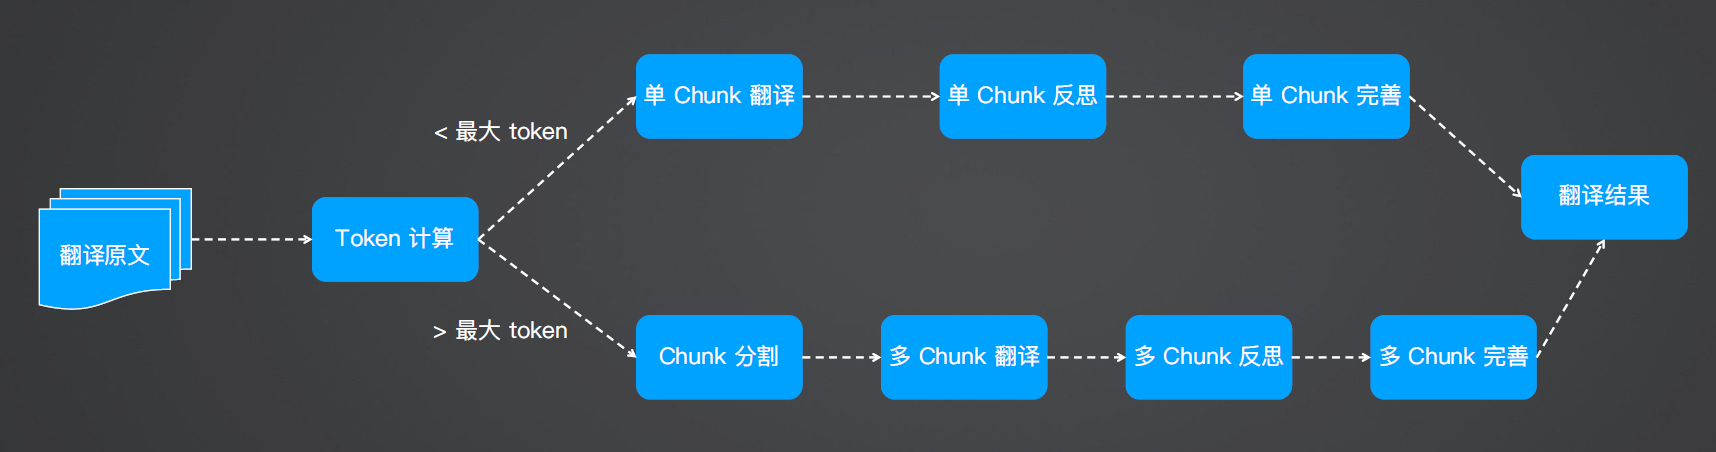 翻译原文
Token 计算
< 最大 token
单 Chunk 翻译
单 Chunk 反思
单 Chunk 完善
> 最大 token
Chunk 分割
多 Chunk 翻译
多 Chunk 反思
多 Chunk 完善
翻译结果